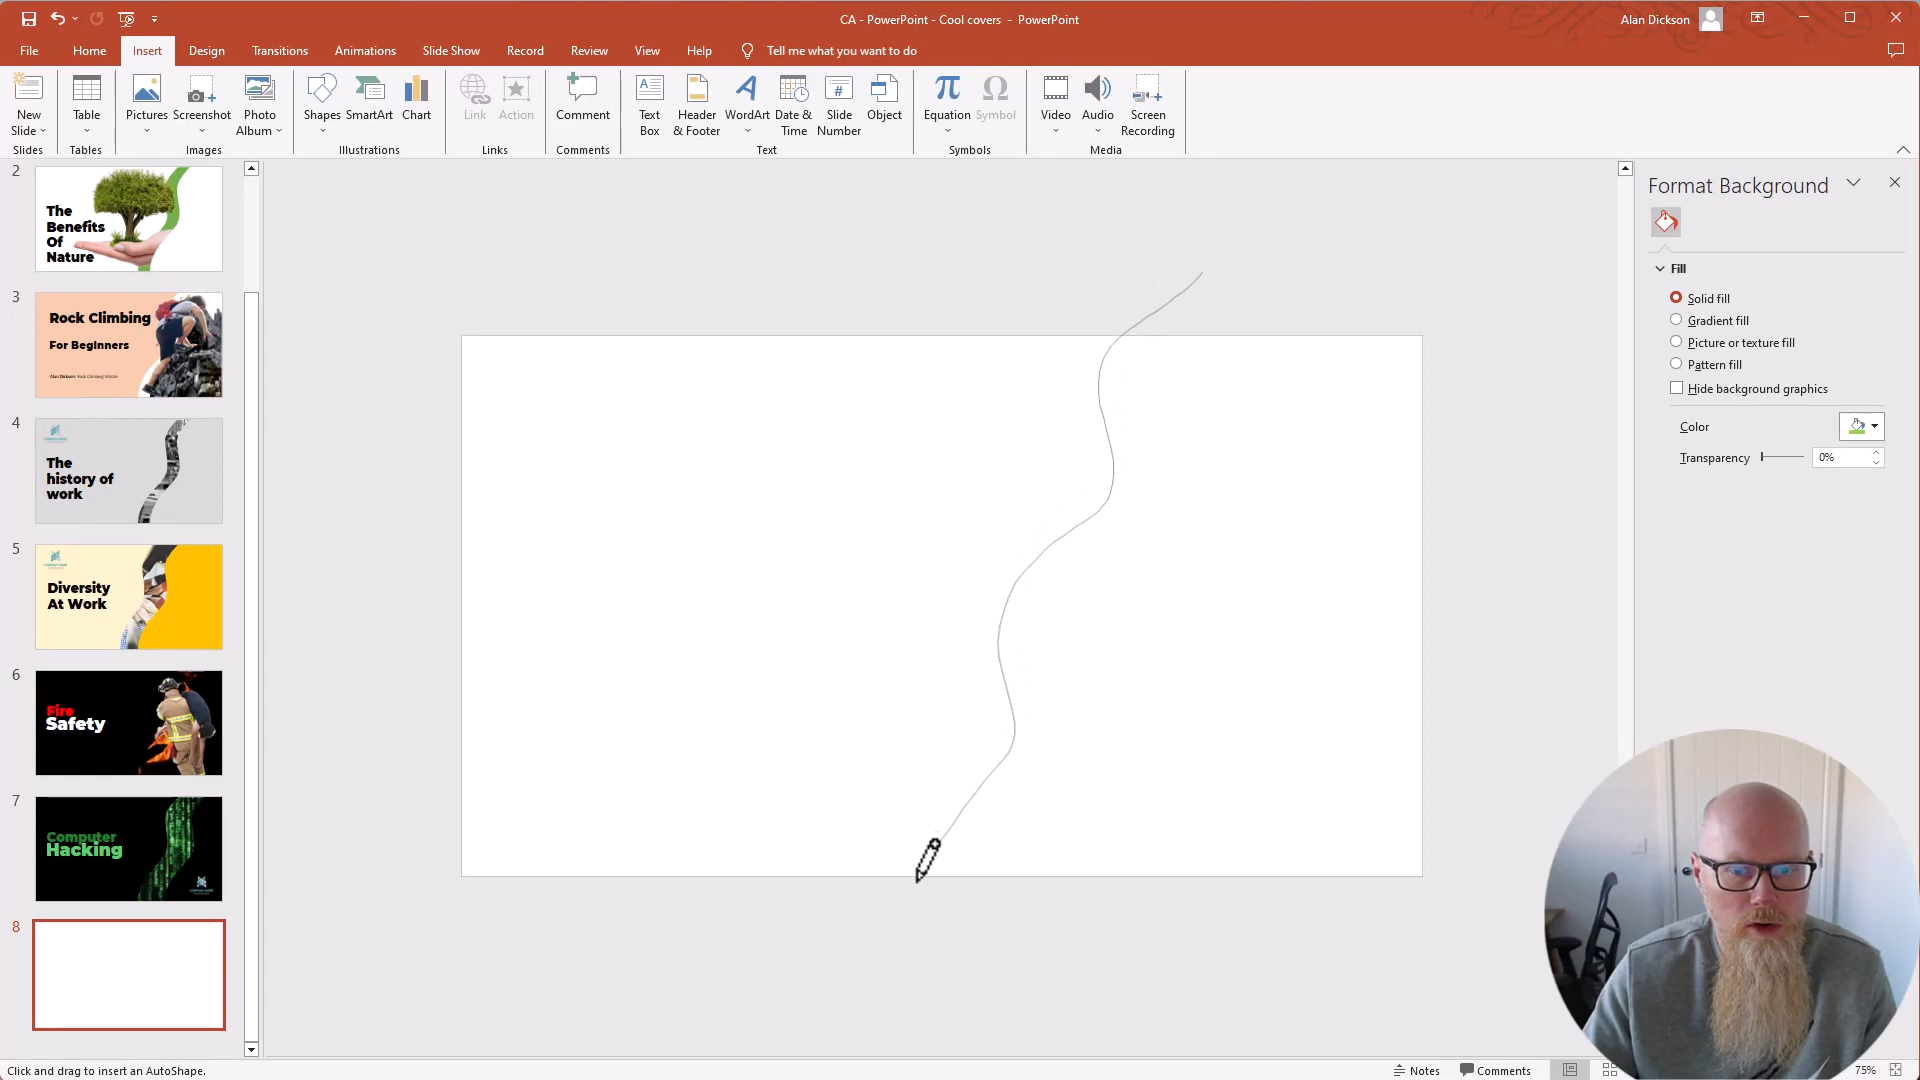 CA - PowerPoint - Cool covers - PowerPoint
Alan Dickson
File
Home
Insert
Design
Transitions
Animations
Slide Show
Record
Review
View
Help
Tell me what you want to do
New Slide
Table
Pictures
Screenshot
Photo Album
Shapes
SmartArt
Chart
Link
Action
Comment
Text Box
Header & Footer
WordArt
Date & Time
Slide Number
Object
Equation
Symbol
Video
Audio
Screen Recording
Slides
Tables
Images
Illustrations
Links
Comments
Text
Symbols
Media
2
The
Benefits
Of
Nature
3
Rock Climbing
For Beginners
Alan Dickson Rock Climbing Master
4
The
history of
work
5
Diversity
At Work
6
Fire
Safety
7
Computer
Hacking
8
Format Background
Fill
Solid fill
Gradient fill
Picture or texture fill
Pattern fill
Hide background graphics
Color
Transparency
0%
Click and drag to insert an AutoShape.
Notes
Comments
75%